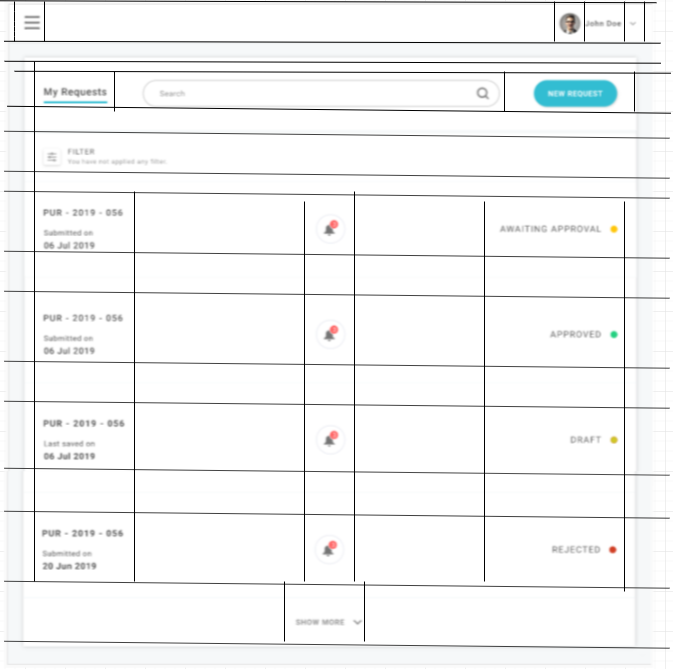 John Doe
My Requests
Search
NEW REQUEST
FILTER
You have not applied any filter.
PUR - 2019 - 056
Submitted on
06 Jul 2019
AWAITING APPROVAL
PUR - 2019 - 056
Submitted on
06 Jul 2019
APPROVED
PUR - 2019 - 056
Last saved on
06 Jul 2019
DRAFT
PUR - 2019 - 056
Submitted on
20 Jun 2019
REJECTED
SHOW MORE